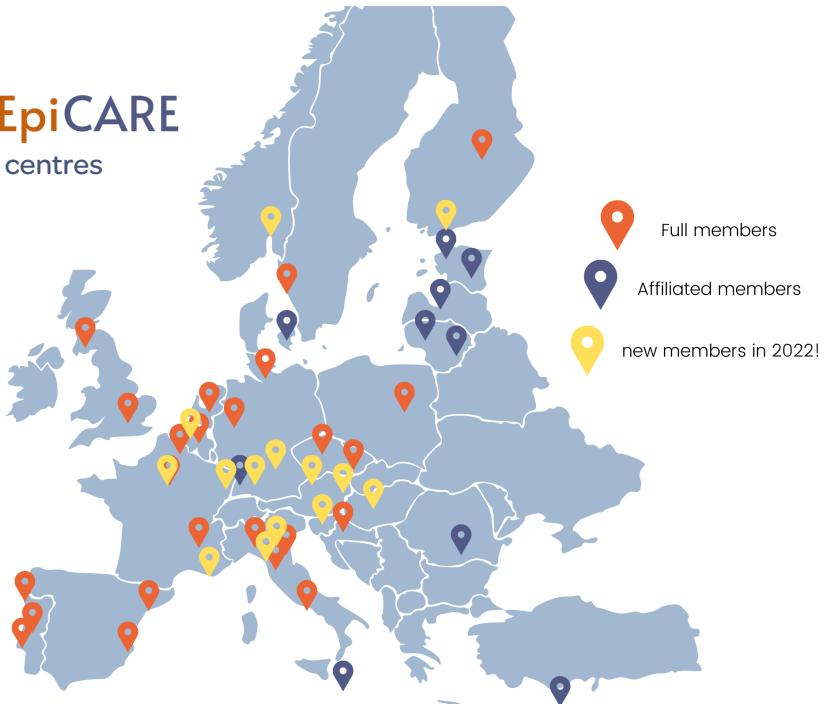 EpiCARE
centres
Full members
Affiliated members
new members in 2022!